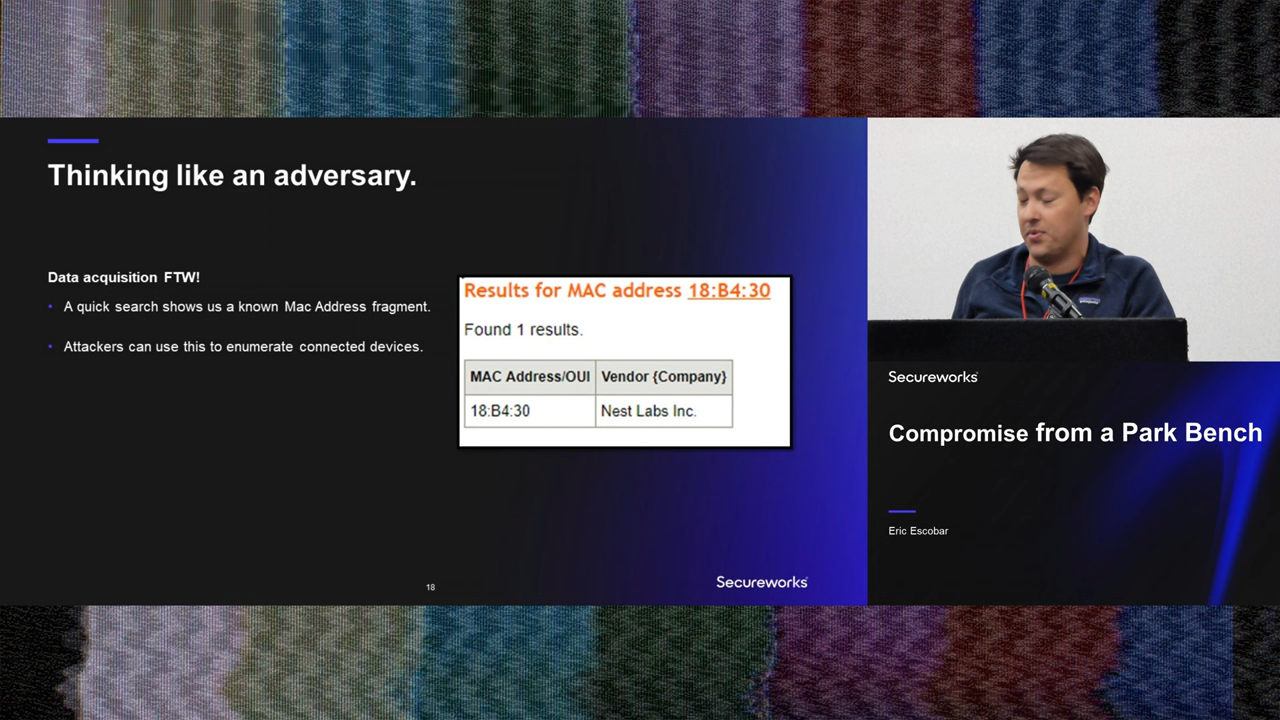 Thinking like an adversary.
Data acquisition FTW!
• A quick search shows us a known Mac Address fragment.
• Attackers can use this to enumerate connected devices.
Results for MAC address 18:B4:30
Found 1 results.
MAC Address/OUI Vendor {Company}
18:B4:30 Nest Labs Inc.
18
Secureworks
Secureworks
Compromise from a Park Bench
Eric Escobar